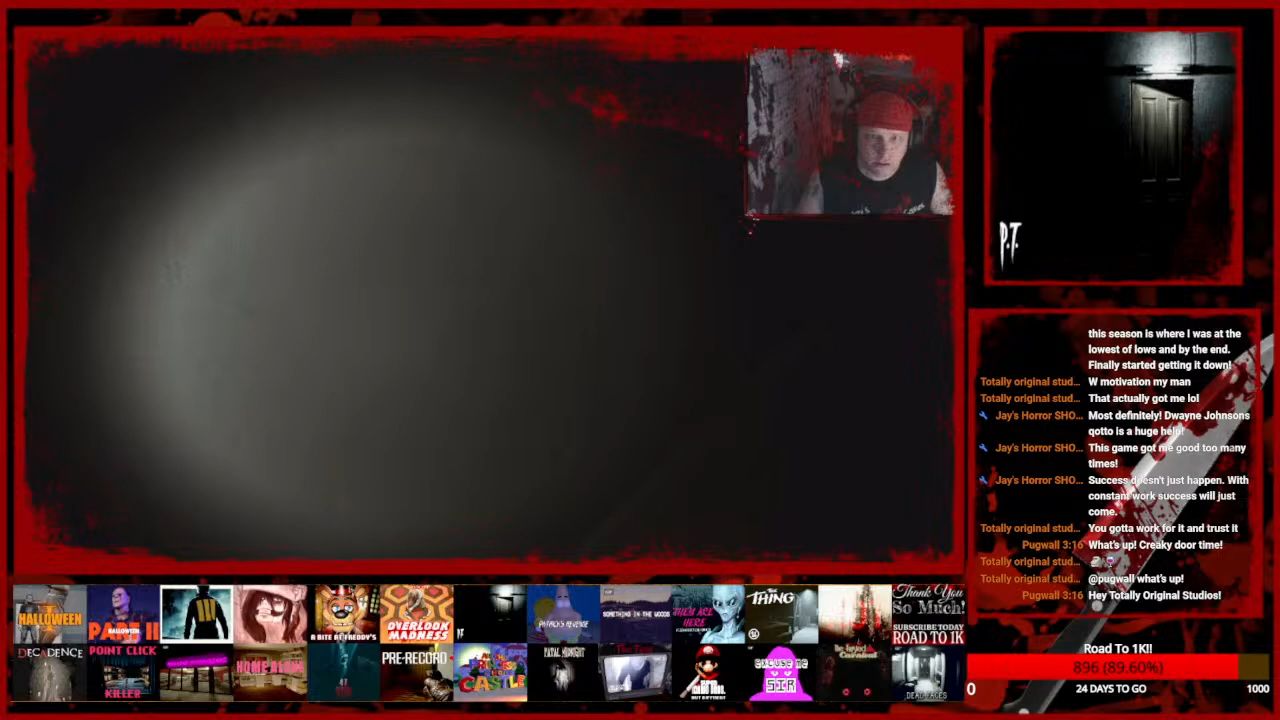 P.T.
this season is where I was at the
lowest of lows and by the end.
Finally started getting it down!
Totally original stud... W motivation my man
Totally original stud... That actually got me lol
Jay's Horror SHO... Most definitely! Dwayne Johnsons
qotto is a huge help!
Jay's Horror SHO... This game got me good too many
times!
Jay's Horror SHO... Success doesn't just happen. With
constant work success will just
come.
Totally original stud... You gotta work for it and trust it
Pugwall 3:16 What's up! Creaky door time!
Totally original stud...
Totally original stud... @pugwall what's up!
Pugwall 3:16 Hey Totally Original Studios!
Road To 1K!!
896 (89.60%)
0 24 DAYS TO GO 1000
HALLOWEEN
HALLOWEEN
PART II
A BITE AT FREDDY'S
OVERLOOK
MADNESS
PATRICK'S REVENGE
SOMETHING IN THE WOODS
THEY ARE
HERE
THE THING
Thank You
So Much!
SUBSCRIBE TODAY
ROAD TO 1K
DECADENCE
POINT CLICK
KILLER
HOME ALONE
PRE-RECORD
PRINCESS
CASTLE
FATAL MIDNIGHT
EXCUSE ME
SIR
DEAD FACES